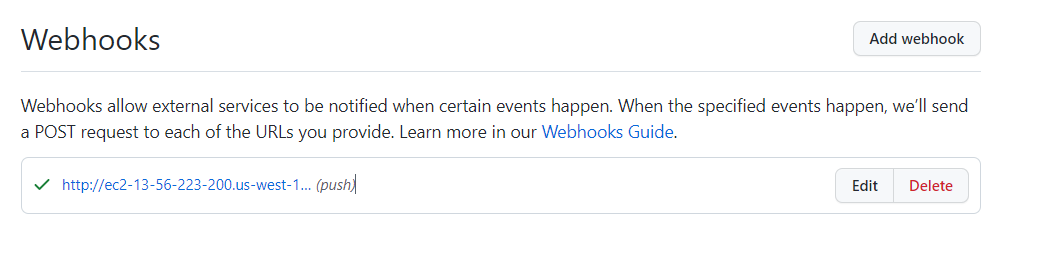 Webhooks
Add webhook
Webhooks allow external services to be notified when certain events happen. When the specified events happen, we’ll send
a POST request to each of the URLs you provide. Learn more in our Webhooks Guide.
http://ec2-13-56-223-200.us-west-1... (push)
Edit
Delete